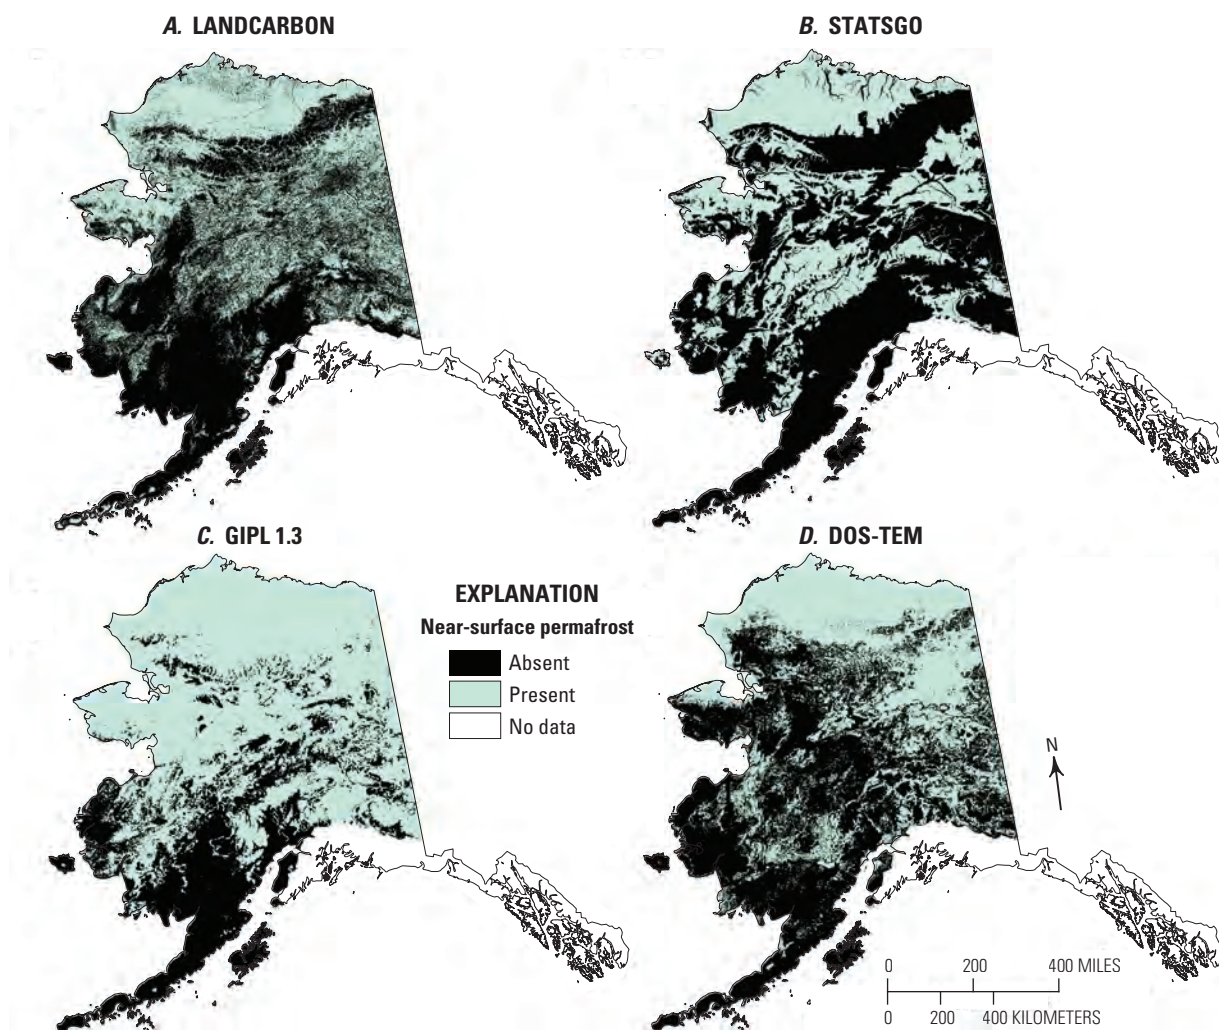 A. LANDCARBON
B. STATSGO
C. GIPL 1.3
D. DOS-TEM
EXPLANATION
Near-surface permafrost
Absent
Present
No data
N
0 200 400 MILES
0 200 400 KILOMETERS